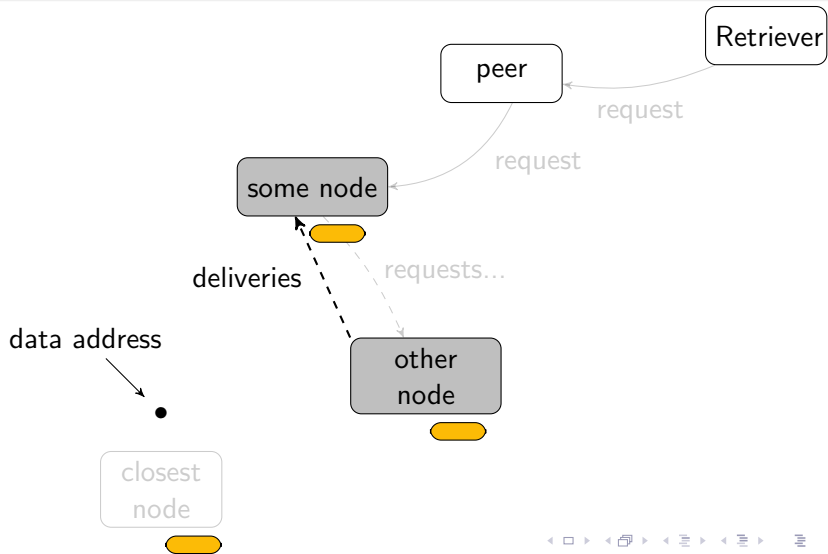 Retriever
peer
request
request
some node
deliveries
requests...
data address
other
node
closest
node